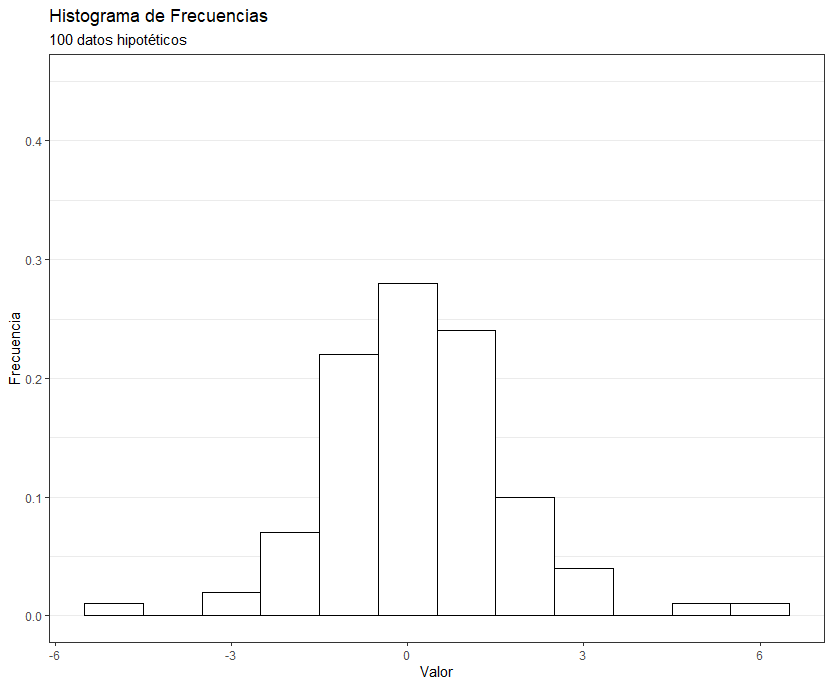 Histograma de Frecuencias
100 datos hipotéticos
Frecuencia
0.4
0.3
0.2
0.1
0.0
-6 -3 0 3 6
Valor